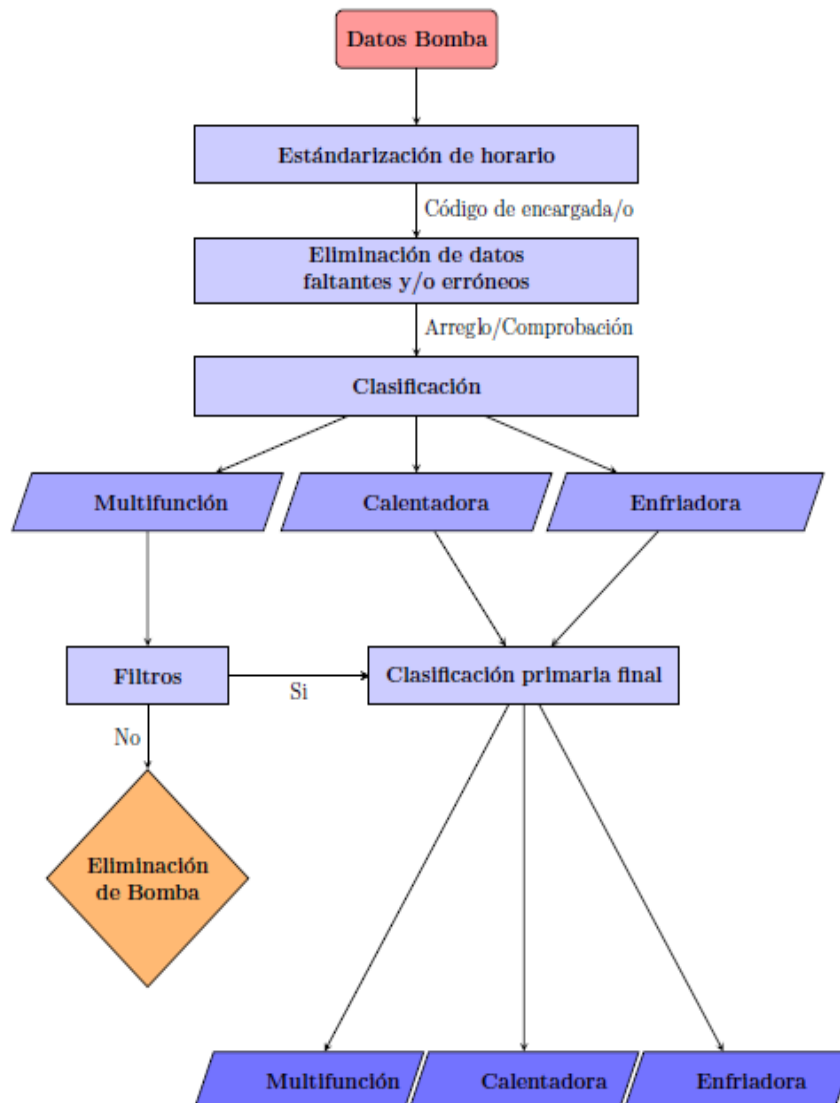 Datos Bomba
Estándarización de horario
Código de encargada/o
Eliminación de datos
faltantes y/o erróneos
Arreglo/Comprobación
Clasificación
Multifunción
Calentadora
Enfriadora
Filtros
Si
Clasificación primaria final
No
Eliminación
de Bomba
Multifunción
Calentadora
Enfriadora